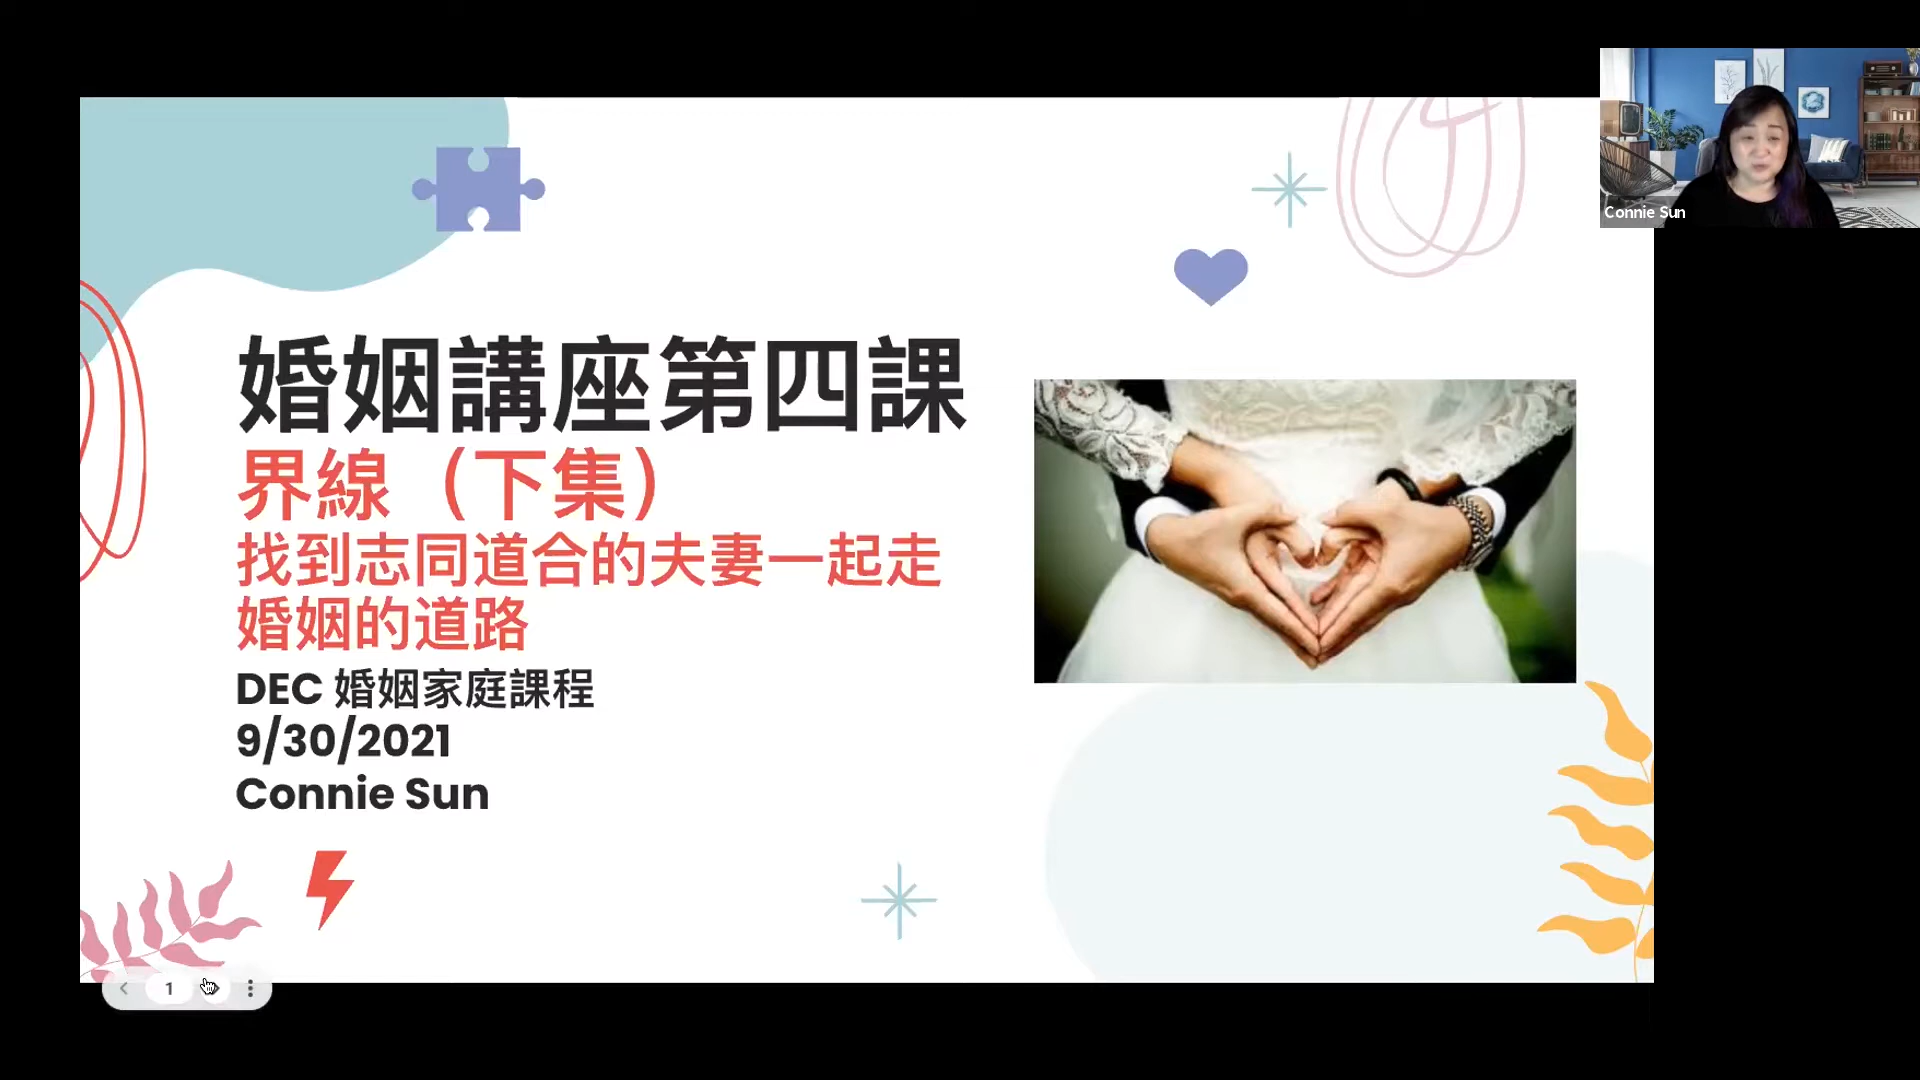 婚姻講座第四課
界線（下集）
找到志同道合的夫妻一起走
婚姻的道路
DEC 婚姻家庭課程
9/30/2021
Connie Sun
Connie Sun
1